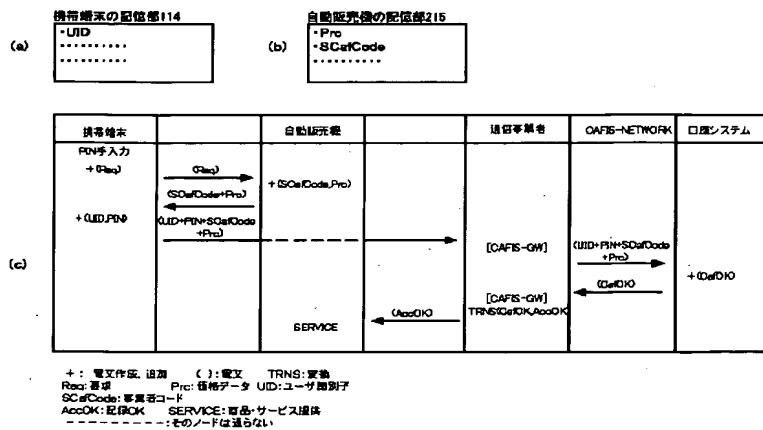 携帯端末の記憶部114
自動販売機の記憶部215
(a)
・UID
・・・・・・・・・・
・・・・・・・・・・
(b)
・Prc
・SCafCode
・・・・・・・・・・
携帯端末
自動販売機
通信事業者
CAFIS-NETWORK
口座システム
PIN手入力
+(Req)
(Req)
(SCafCode+Prc)
+(SCafCode,Prc)
+(UID,PIN)
(UID+PIN+SCafCode
+Prc)
(c)
[CAFIS-GW]
(UID+PIN+SCafCode
+Prc)
(CafOK)
+(CafOK)
[CAFIS-GW]
TRNS(CafOK,AccOK)
(AccOK)
SERVICE
+: 電文作成、追加 ( ):電文 TRNS:変換
Req:要求 Prc:価格データ UID:ユーザ識別子
SCafCode:事業者コード
AccOK:記録OK SERVICE:商品・サービス提供
---------:そのノードは通らない